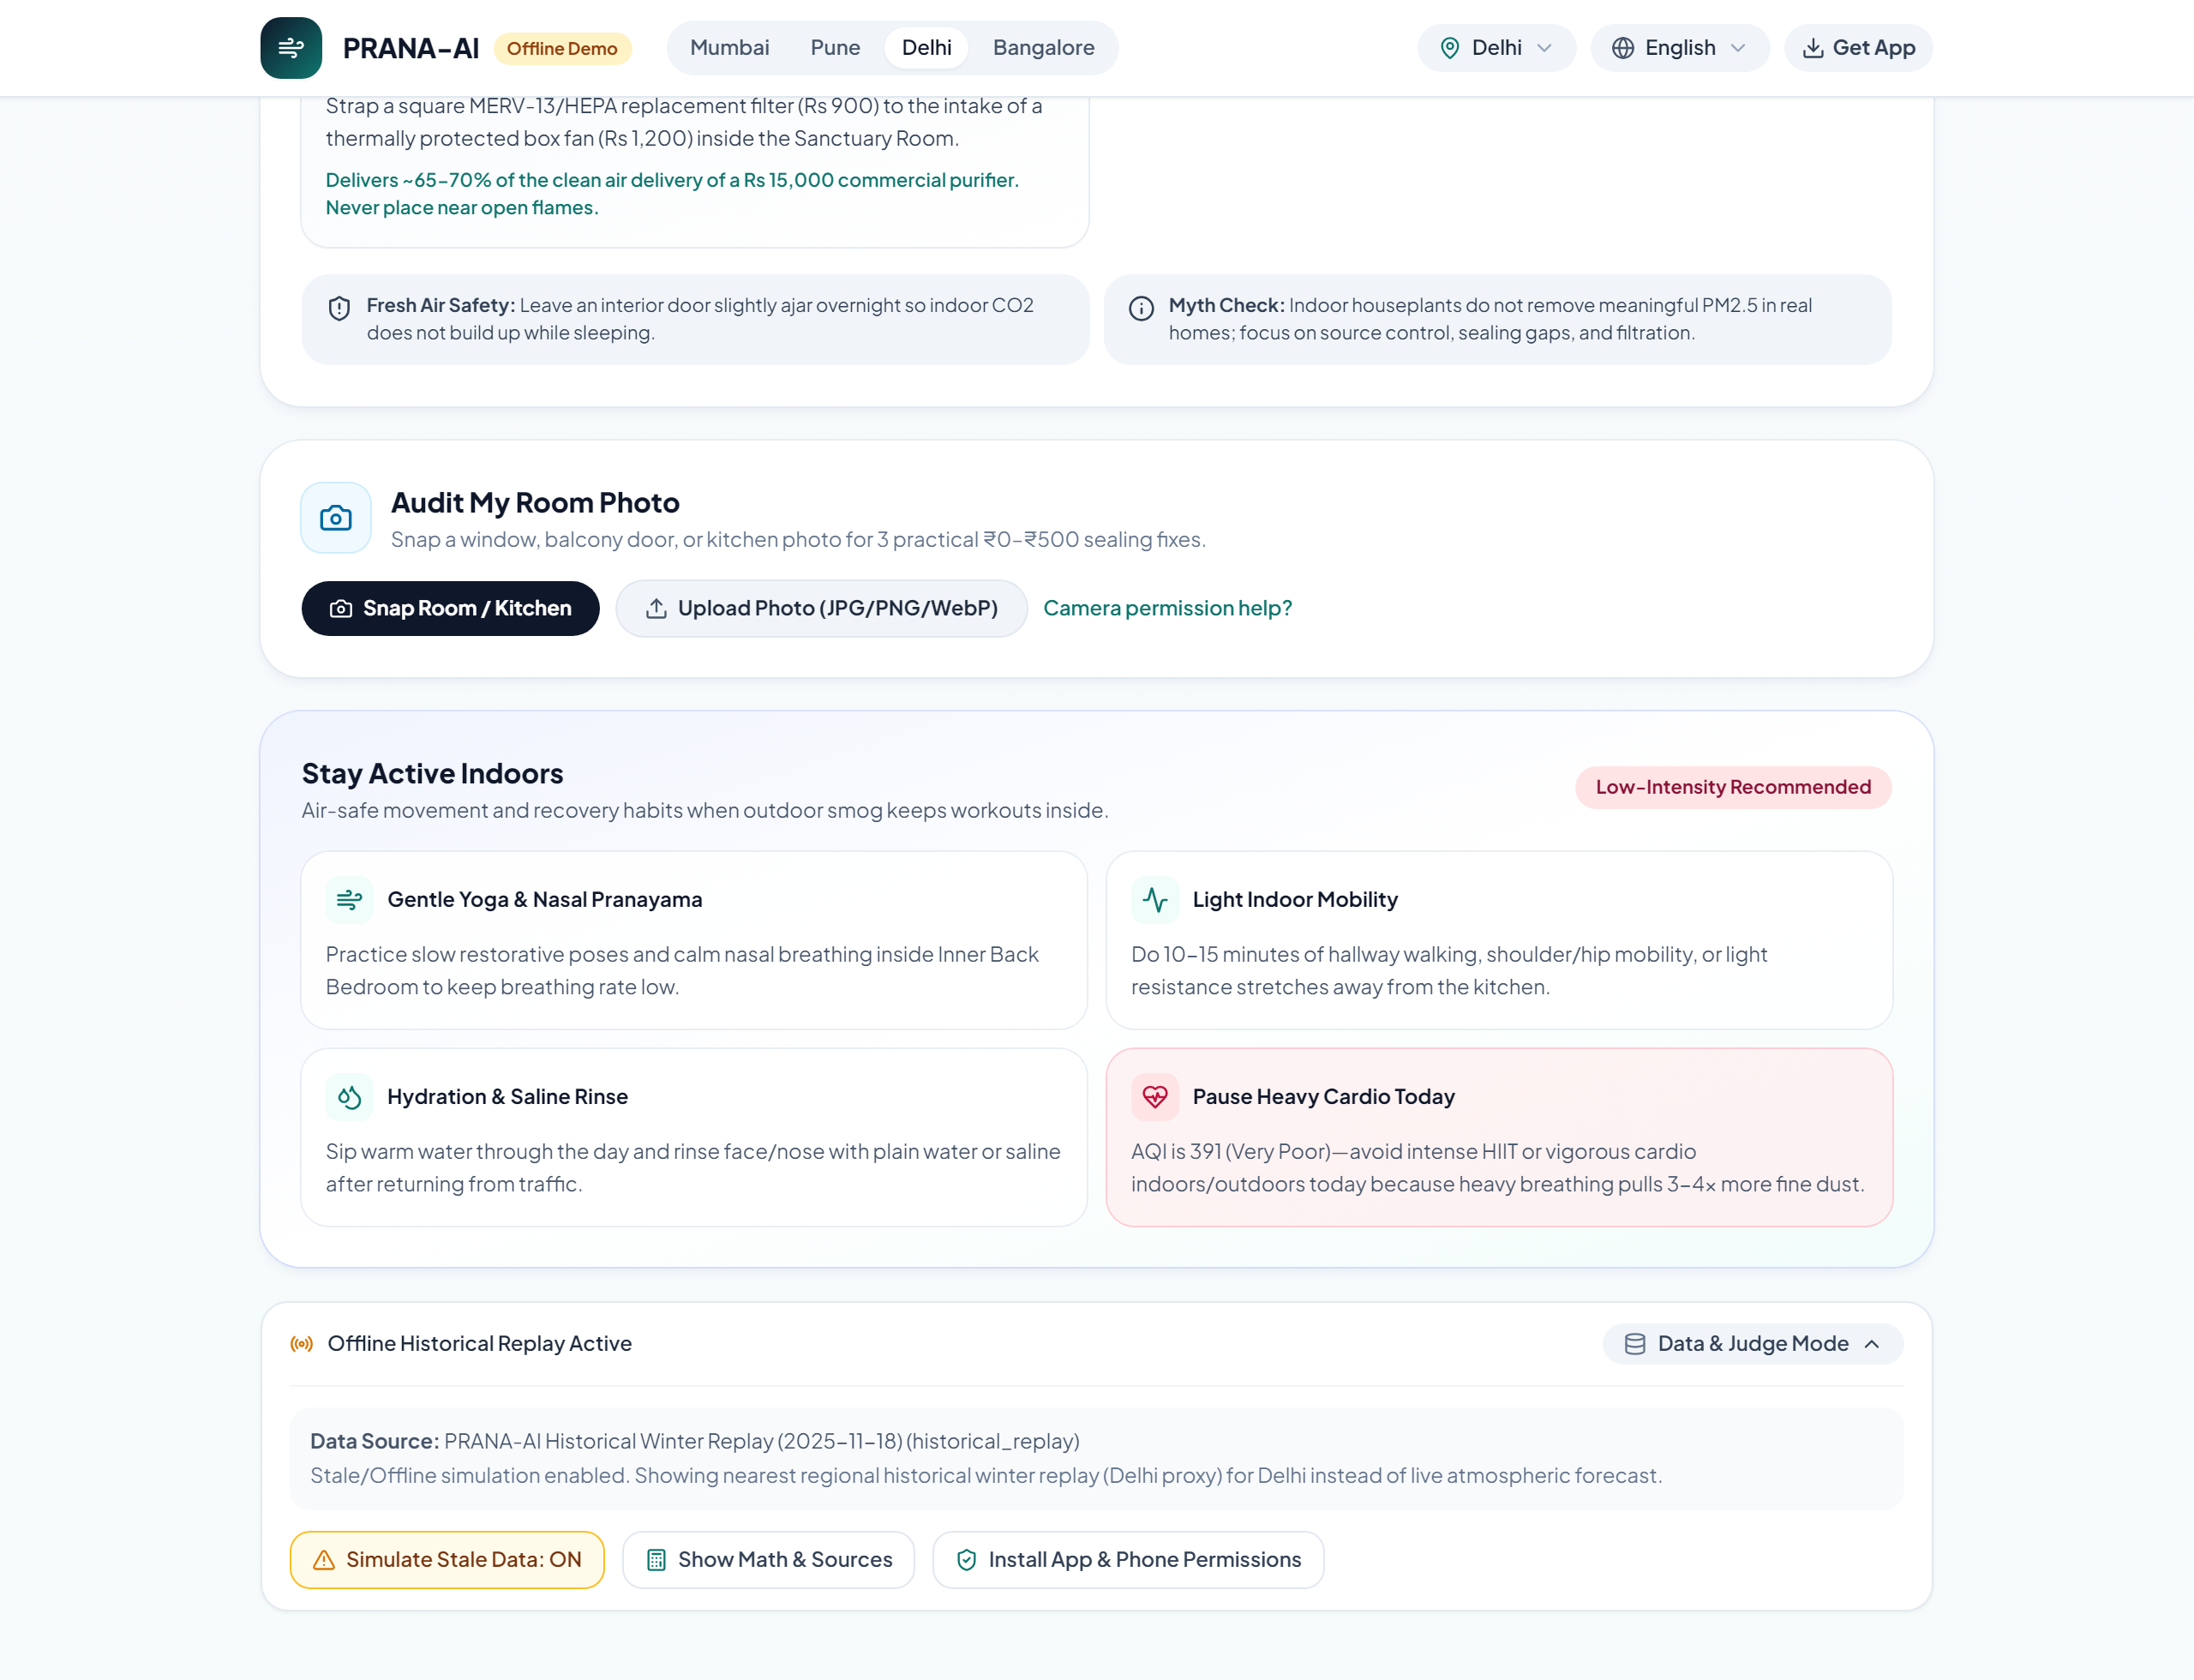 PRANA-AI
Offline Demo
Mumbai
Pune
Delhi
Bangalore
Delhi
English
Get App
Strap a square MERV-13/HEPA replacement filter (Rs 900) to the intake of a
thermally protected box fan (Rs 1,200) inside the Sanctuary Room.
Delivers ~65–70% of the clean air delivery of a Rs 15,000 commercial purifier.
Never place near open flames.
Fresh Air Safety: Leave an interior door slightly ajar overnight so indoor CO2
does not build up while sleeping.
Myth Check: Indoor houseplants do not remove meaningful PM2.5 in real
homes; focus on source control, sealing gaps, and filtration.
Audit My Room Photo
Snap a window, balcony door, or kitchen photo for 3 practical ₹0–₹500 sealing fixes.
Snap Room / Kitchen
Upload Photo (JPG/PNG/WebP)
Camera permission help?
Stay Active Indoors
Air-safe movement and recovery habits when outdoor smog keeps workouts inside.
Low-Intensity Recommended
Gentle Yoga & Nasal Pranayama
Practice slow restorative poses and calm nasal breathing inside Inner Back
Bedroom to keep breathing rate low.
Light Indoor Mobility
Do 10–15 minutes of hallway walking, shoulder/hip mobility, or light
resistance stretches away from the kitchen.
Hydration & Saline Rinse
Sip warm water through the day and rinse face/nose with plain water or saline
after returning from traffic.
Pause Heavy Cardio Today
AQI is 391 (Very Poor)—avoid intense HIIT or vigorous cardio
indoors/outdoors today because heavy breathing pulls 3–4× more fine dust.
Offline Historical Replay Active
Data & Judge Mode
Data Source: PRANA-AI Historical Winter Replay (2025-11-18) (historical_replay)
Stale/Offline simulation enabled. Showing nearest regional historical winter replay (Delhi proxy) for Delhi instead of live atmospheric forecast.
Simulate Stale Data: ON
Show Math & Sources
Install App & Phone Permissions